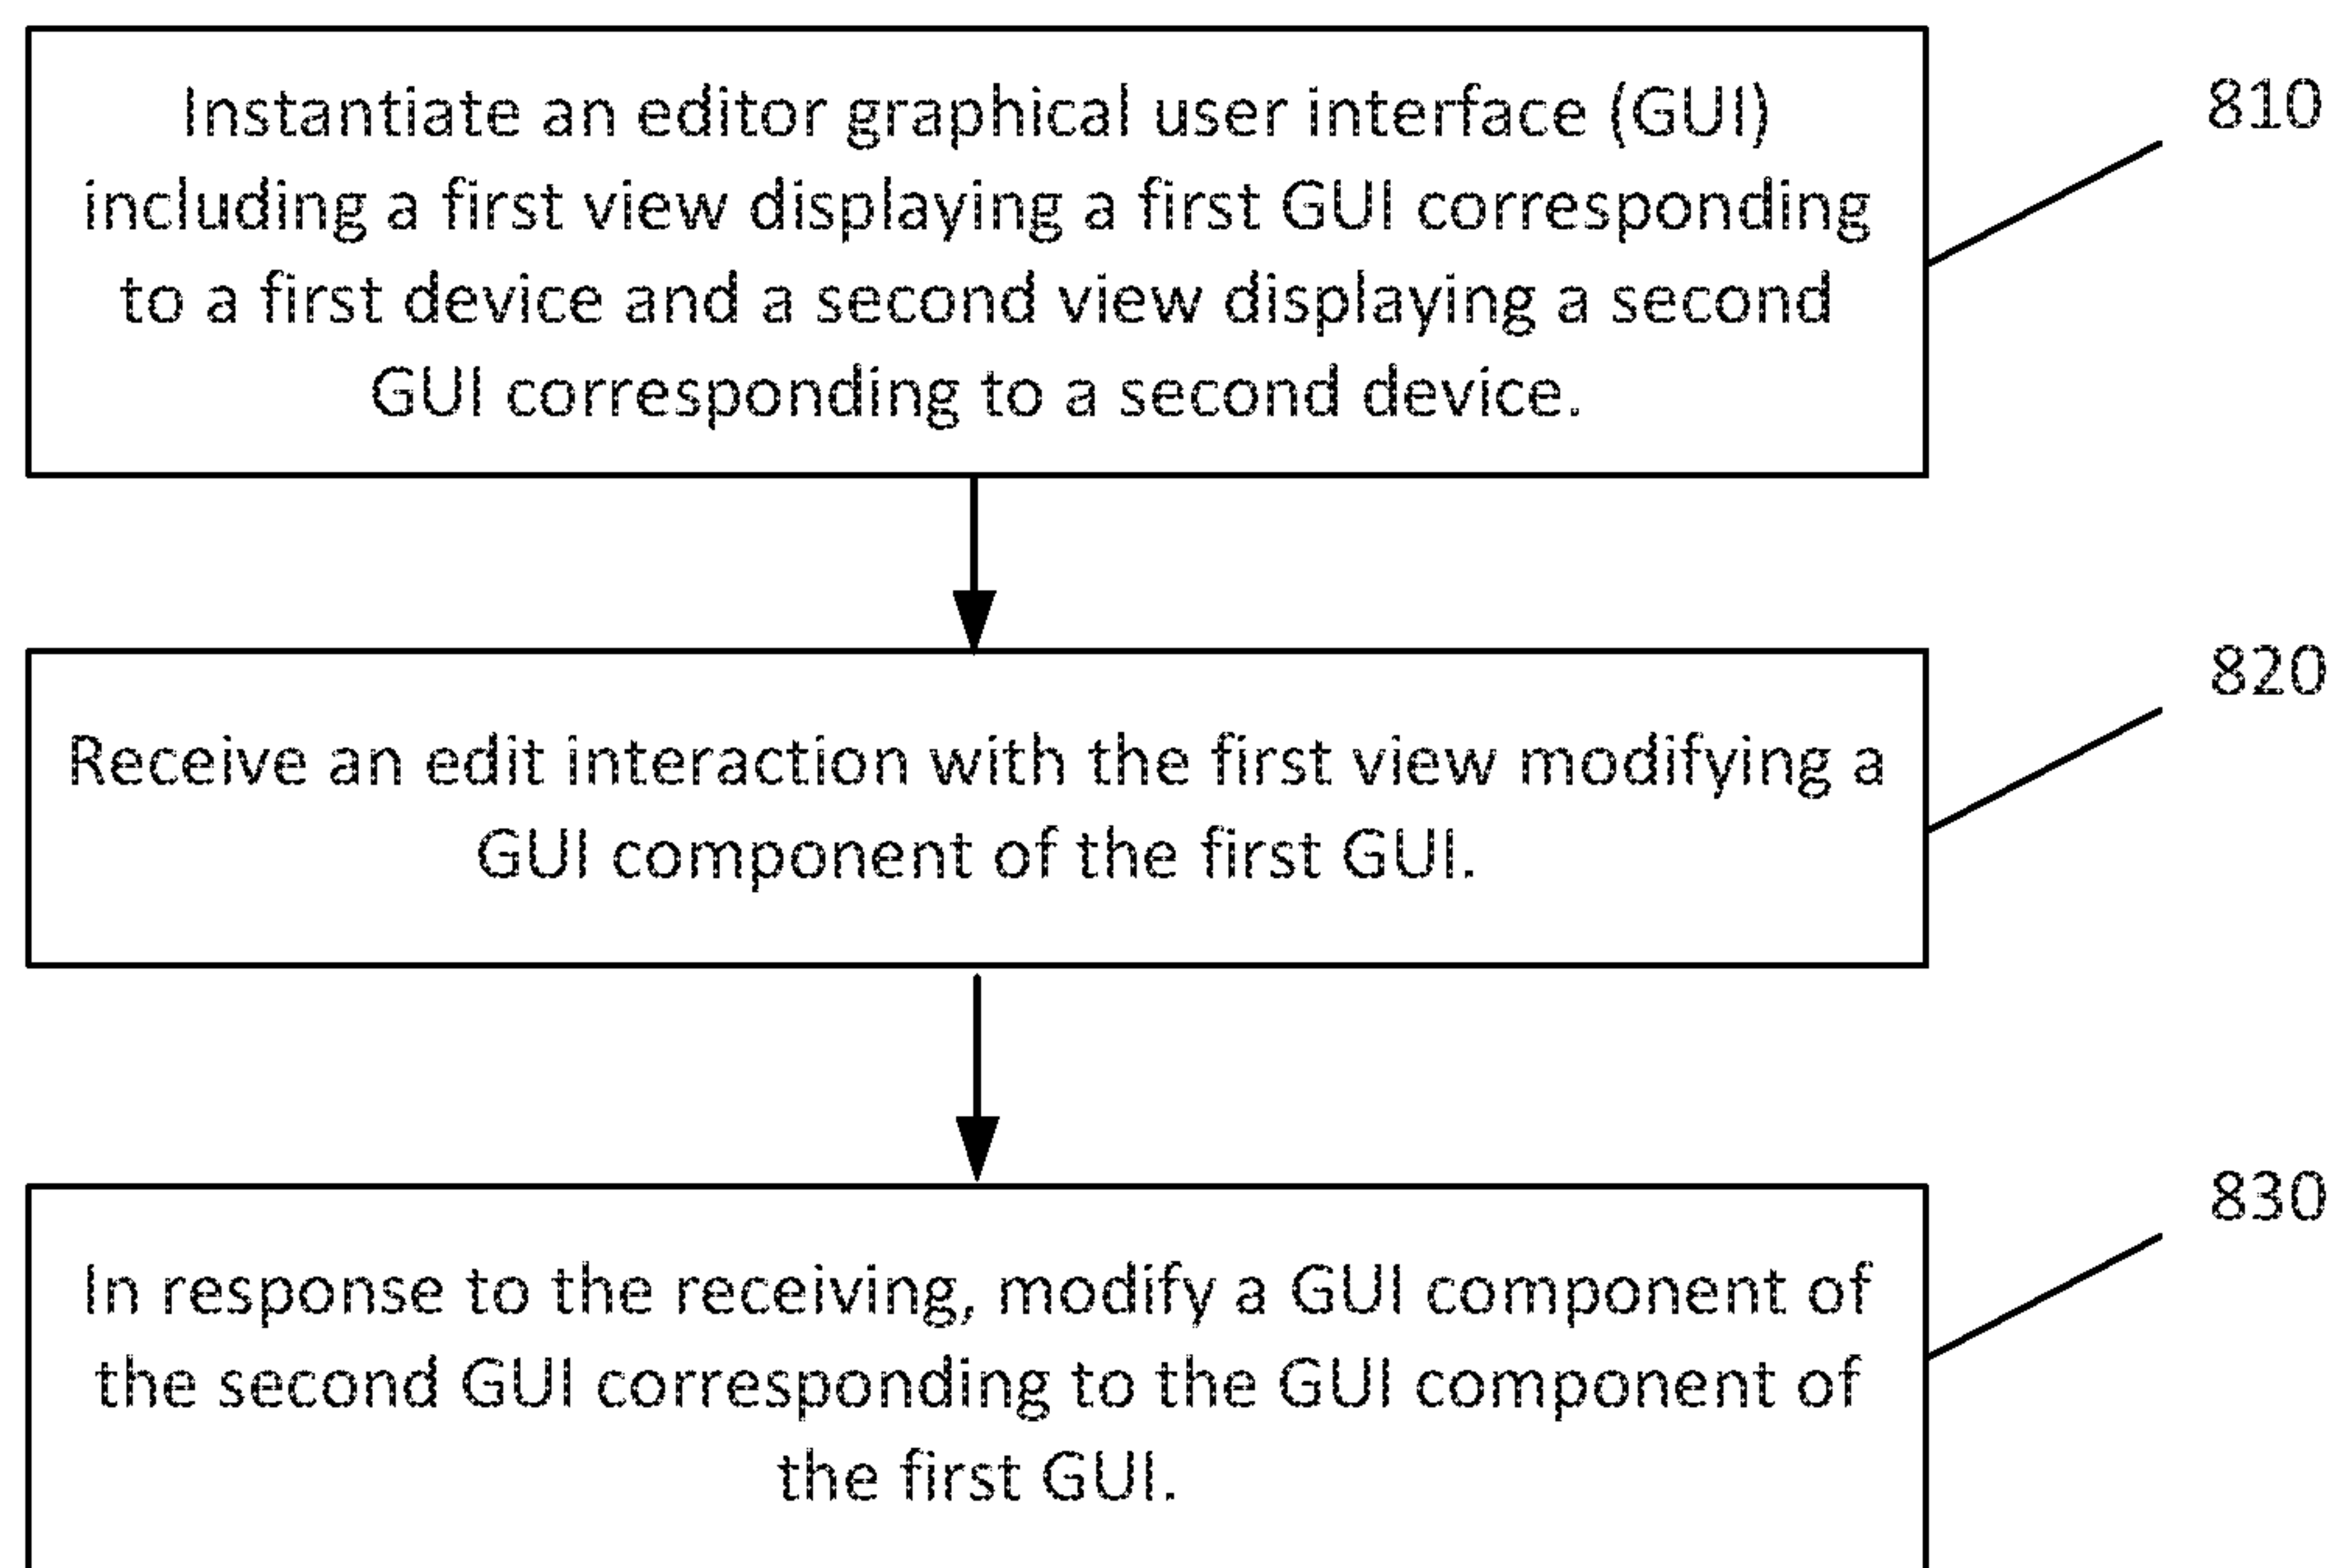 Instantiate an editor graphical user interface (GUI)
including a first view displaying a first GUI corresponding
to a first device and a second view displaying a second
GUI corresponding to a second device.
810
Receive an edit interaction with the first view modifying a
GUI component of the first GUI.
820
In response to the receiving, modify a GUI component of
the second GUI corresponding to the GUI component of
the first GUI.
830